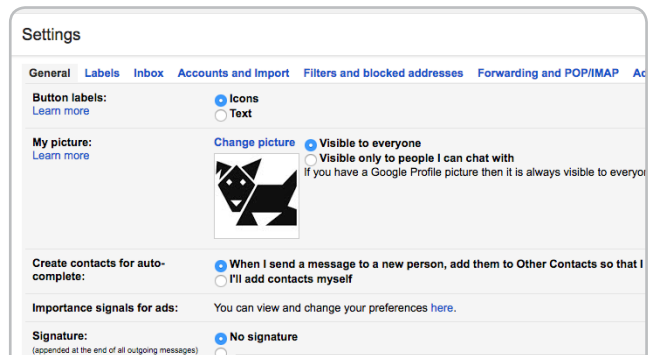 Settings
General Labels Inbox Accounts and Import Filters and blocked addresses Forwarding and POP/IMAP
Button labels:
Learn more
Icons
Text
My picture:
Learn more
Change picture
Visible to everyone
Visible only to people I can chat with
If you have a Google Profile picture then it is always visible to
Create contacts for auto-
complete:
When I send a message to a new person, add them to Other Contacts so that I
I'll add contacts myself
Importance signals for ads:
You can view and change your preferences here.
Signature:
(appended at the end of all outgoing messages)
No signature